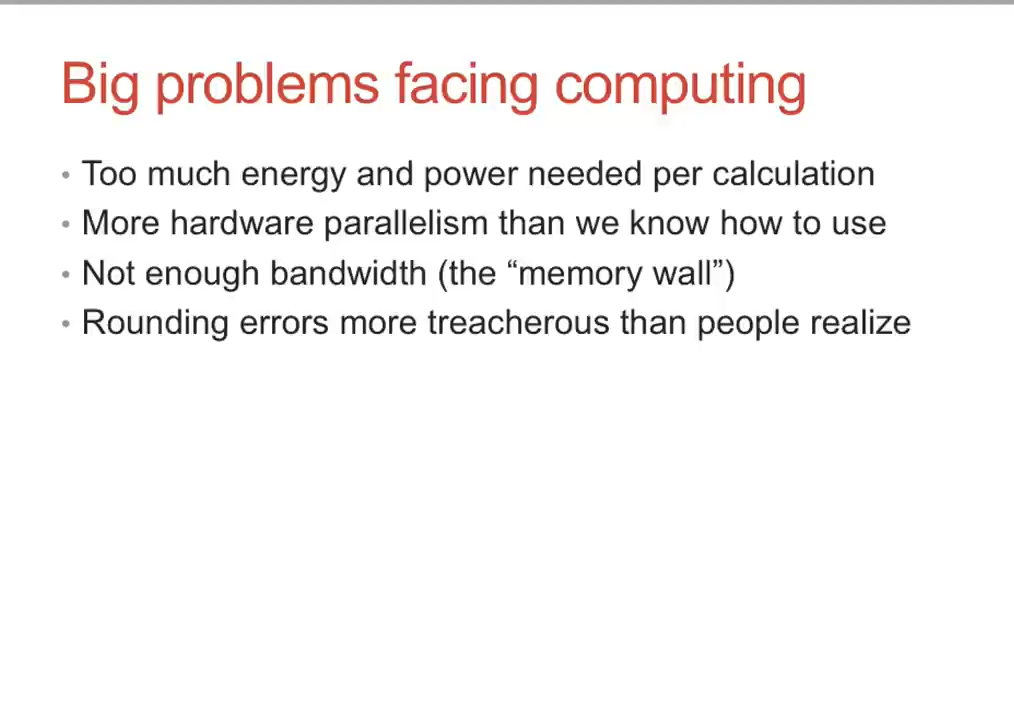 Big problems facing computing
• Too much energy and power needed per calculation
• More hardware parallelism than we know how to use
• Not enough bandwidth (the “memory wall”)
• Rounding errors more treacherous than people realize